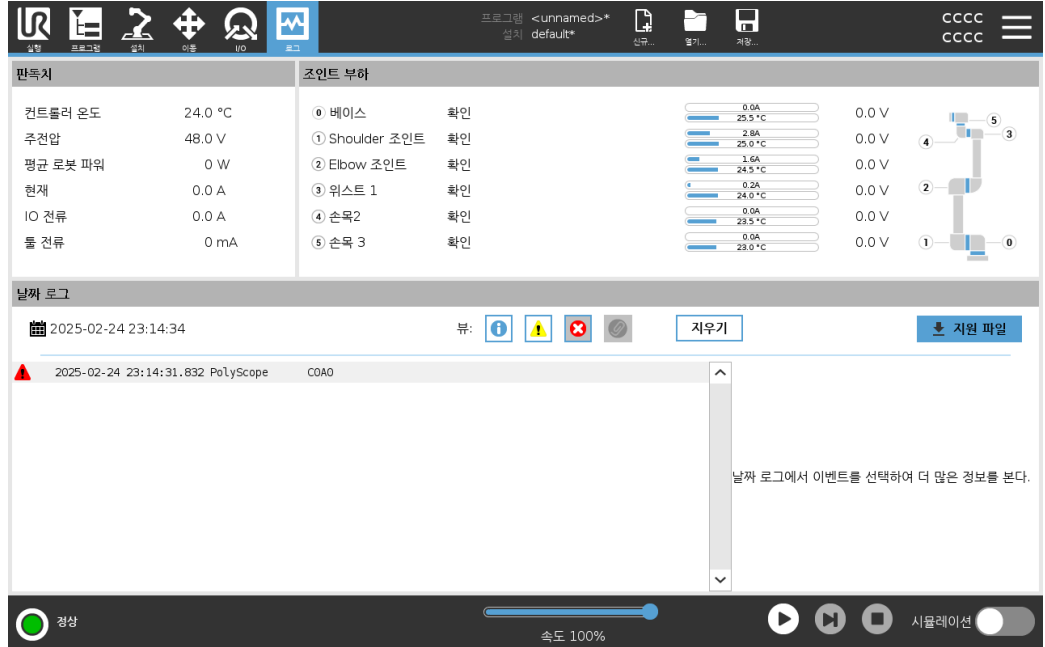 프로그램 <unnamed>* CCCC
설치 default* CCCC
실행 프로그램 설치 이동 I/O 로그 신규... 열기... 저장...
판독치
컨트롤러 온도 24.0 °C
주전압 48.0 V
평균 로봇 파워 0 W
현재 0.0 A
IO 전류 0.0 A
툴 전류 0 mA
조인트 부하
0 베이스 확인 0.0A 25.5 °C 0.0 V
1 Shoulder 조인트 확인 2.8A 25.0 °C 0.0 V
2 Elbow 조인트 확인 1.6A 24.5 °C 0.0 V
3 위스트 1 확인 0.2A 24.0 °C 0.0 V
4 손목2 확인 0.0A 23.5 °C 0.0 V
5 손목 3 확인 0.0A 23.0 °C 0.0 V
5
4 3
2
1 0
날짜 로그
2025-02-24 23:14:34 뷰: 지우기 지원 파일
2025-02-24 23:14:31.832 PolyScope C0A0
날짜 로그에서 이벤트를 선택하여 더 많은 정보를 본다.
정상 속도 100% 시뮬레이션